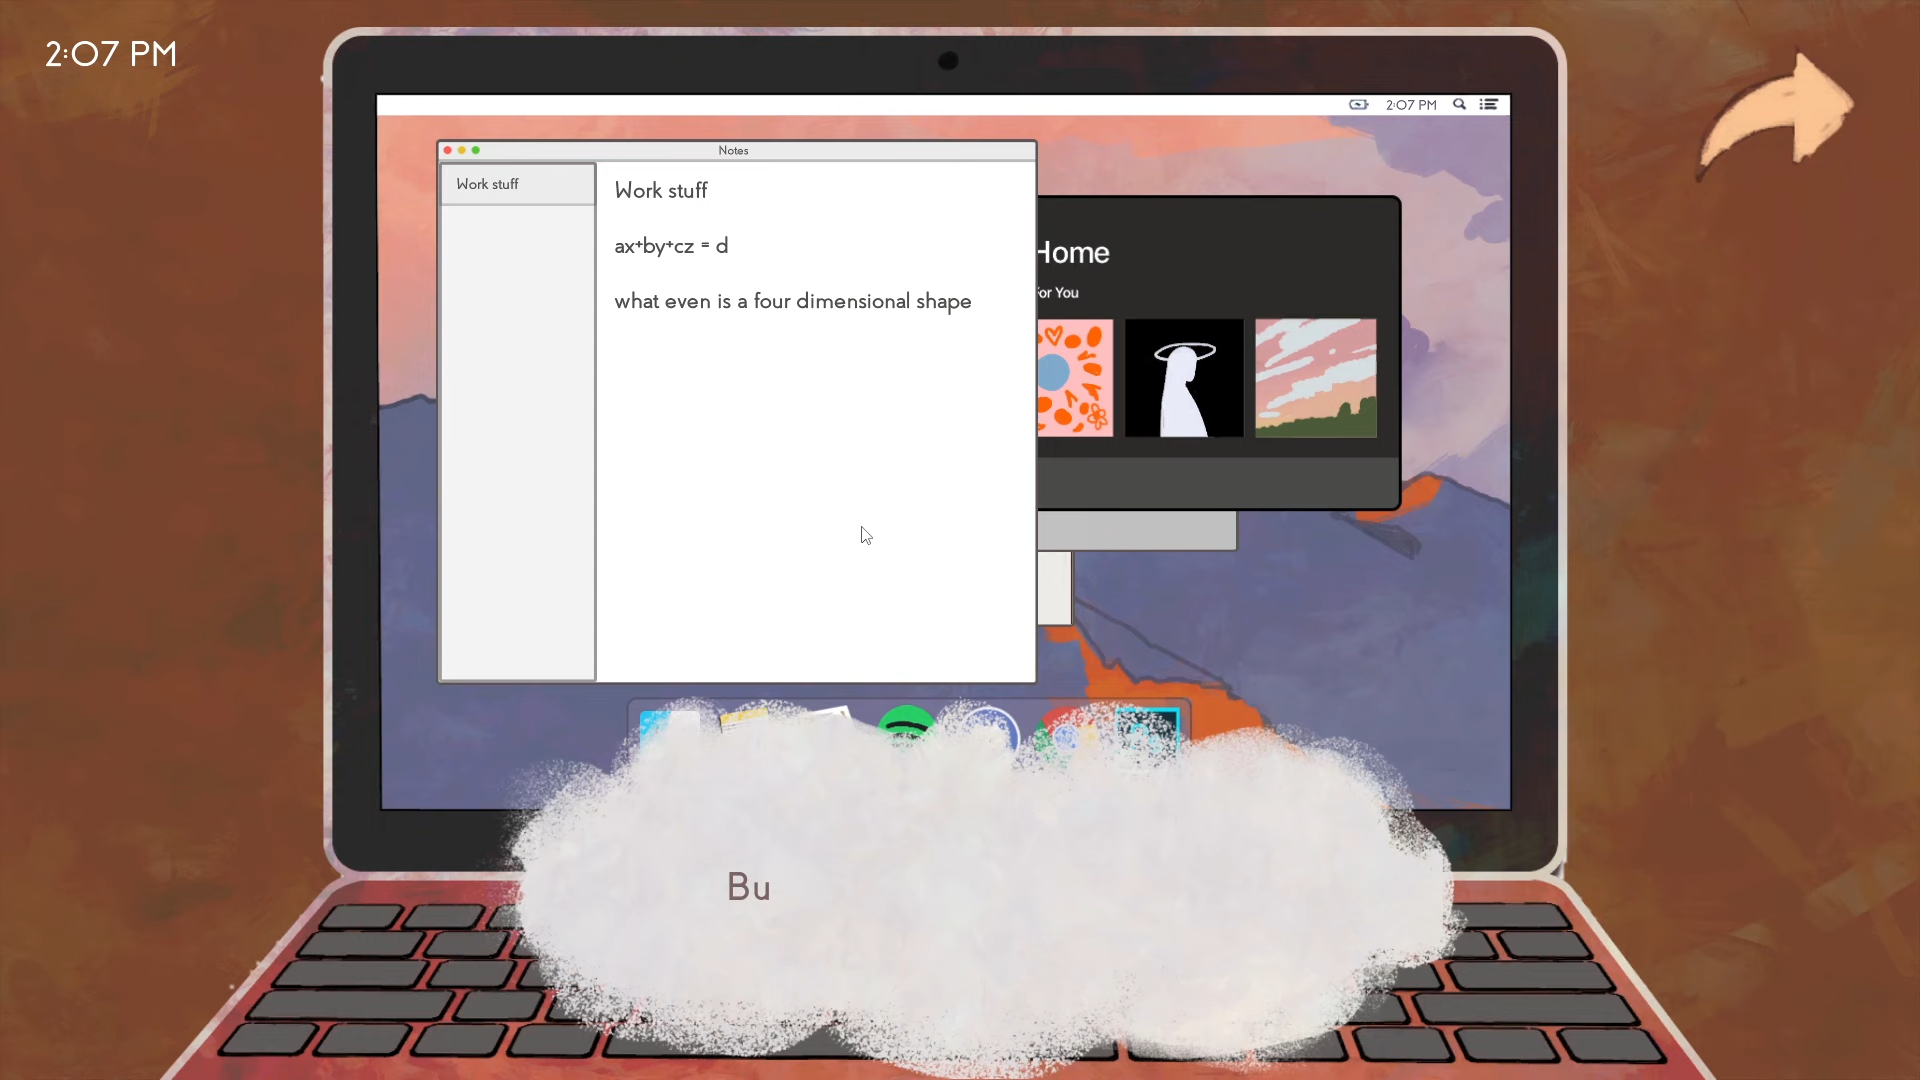 2:07 PM
2:07 PM
Notes
Work stuff
Work stuff
ax+by+cz = d
what even is a four dimensional shape
Home
For You
Bu